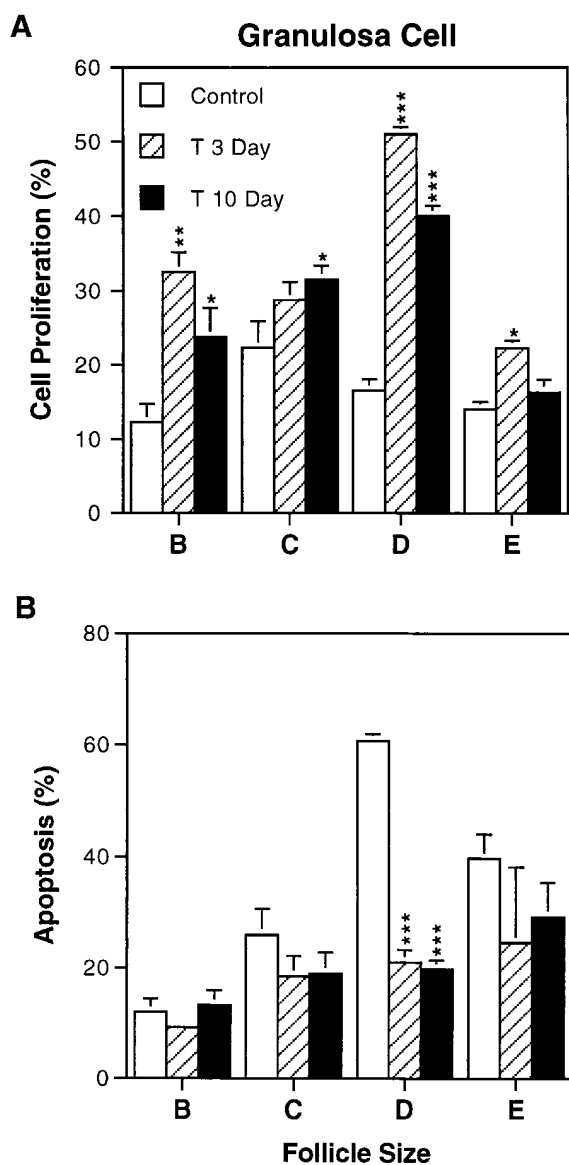 A
Granulosa Cell
Cell Proliferation (%)
60
50
40
30
20
10
0
Control
T 3 Day
T 10 Day
**
*
*
***
***
*
B
C
D
E
B
Apoptosis (%)
80
60
40
20
0
***
***
B
C
D
E
Follicle Size